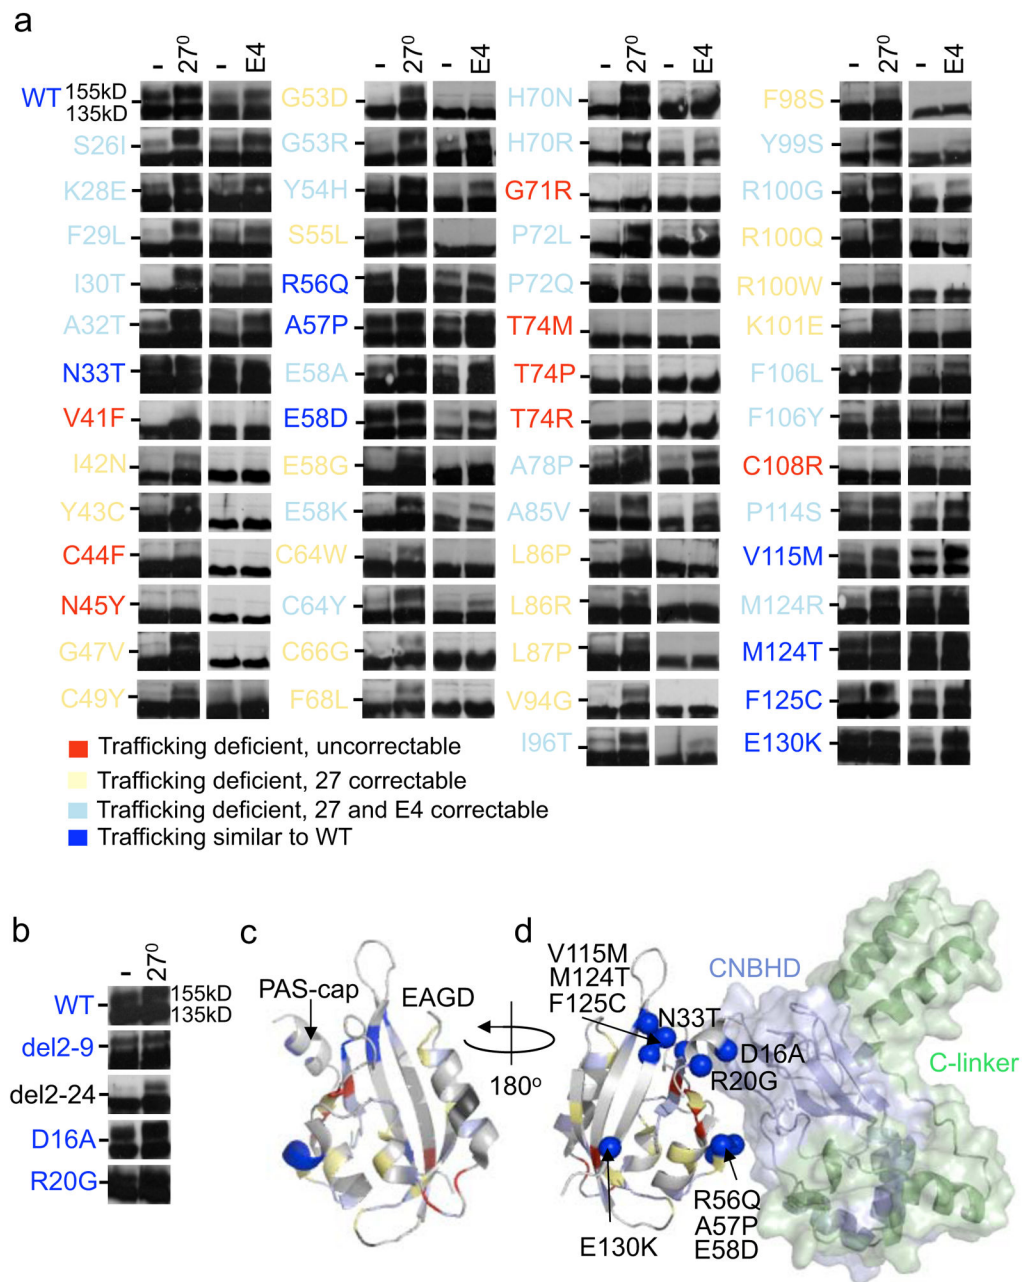 a
- 27⁰ - E4 - 27⁰ - E4 - 27⁰ - E4 - 27⁰ - E4
WT 155kD
135kD
S26I
K28E
F29L
I30T
A32T
N33T
V41F
I42N
Y43C
C44F
N45Y
G47V
C49Y
G53D
G53R
Y54H
S55L
R56Q
A57P
E58A
E58D
E58G
E58K
C64W
C64Y
C66G
F68L
H70N
H70R
G71R
P72L
P72Q
T74M
T74P
T74R
A78P
A85V
L86P
L86R
L87P
V94G
I96T
F98S
Y99S
R100G
R100Q
R100W
K101E
F106L
F106Y
C108R
P114S
V115M
M124R
M124T
F125C
E130K
Trafficking deficient, uncorrectable
Trafficking deficient, 27 correctable
Trafficking deficient, 27 and E4 correctable
Trafficking similar to WT
b
- 27⁰
WT 155kD
135kD
del2-9
del2-24
D16A
R20G
c
PAS-cap
EAGD
180º
d
V115M
M124T
F125C
N33T
D16A
R20G
CNBHD
C-linker
E130K
R56Q
A57P
E58D